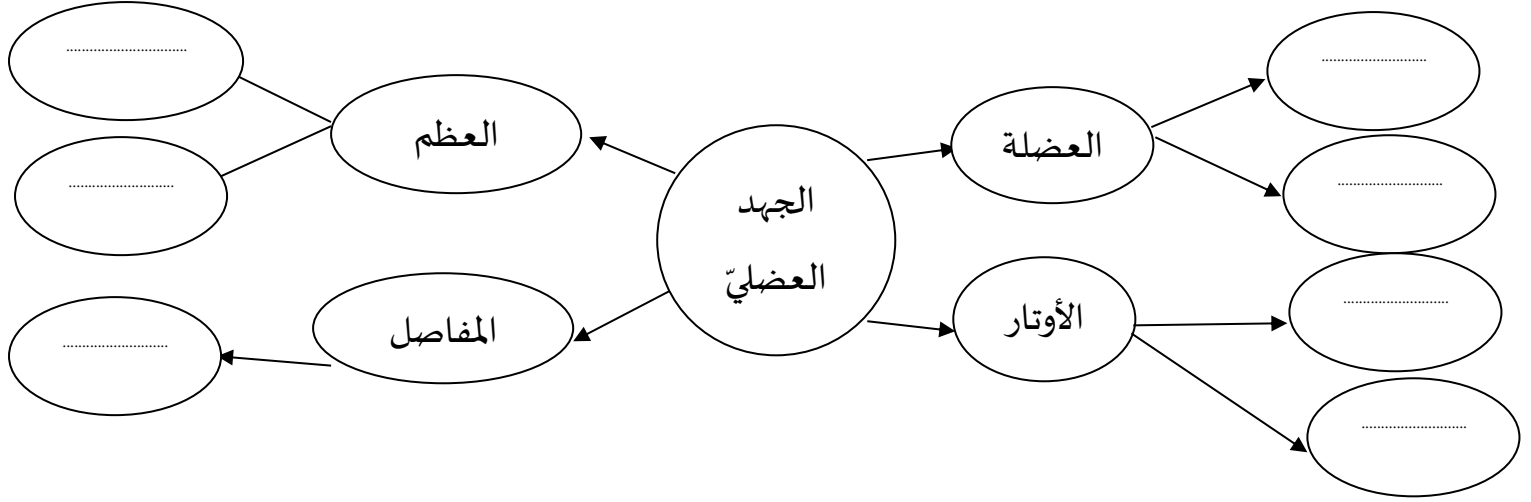 العضلة
العظم
الجهد
العضليّ
الأوتار
المفاصل